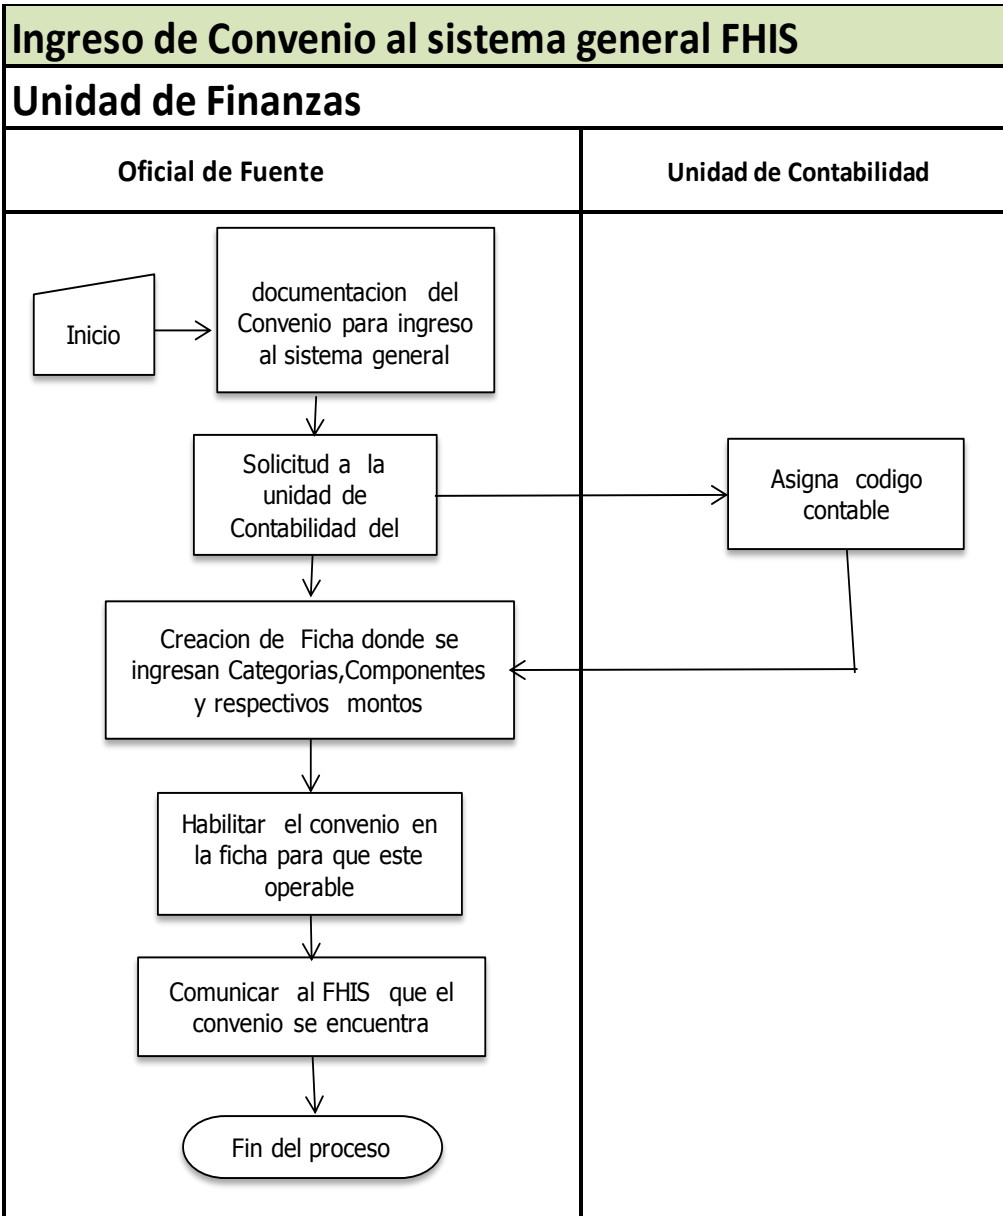 Ingreso de Convenio al sistema general FHIS
Unidad de Finanzas
Oficial de Fuente
Unidad de Contabilidad
Inicio
documentacion del
Convenio para ingreso
al sistema general
Solicitud a la
unidad de
Contabilidad del
Asigna codigo
contable
Creacion de Ficha donde se
ingresan Categorias,Componentes
y respectivos montos
Habilitar el convenio en
la ficha para que este
operable
Comunicar al FHIS que el
convenio se encuentra
Fin del proceso